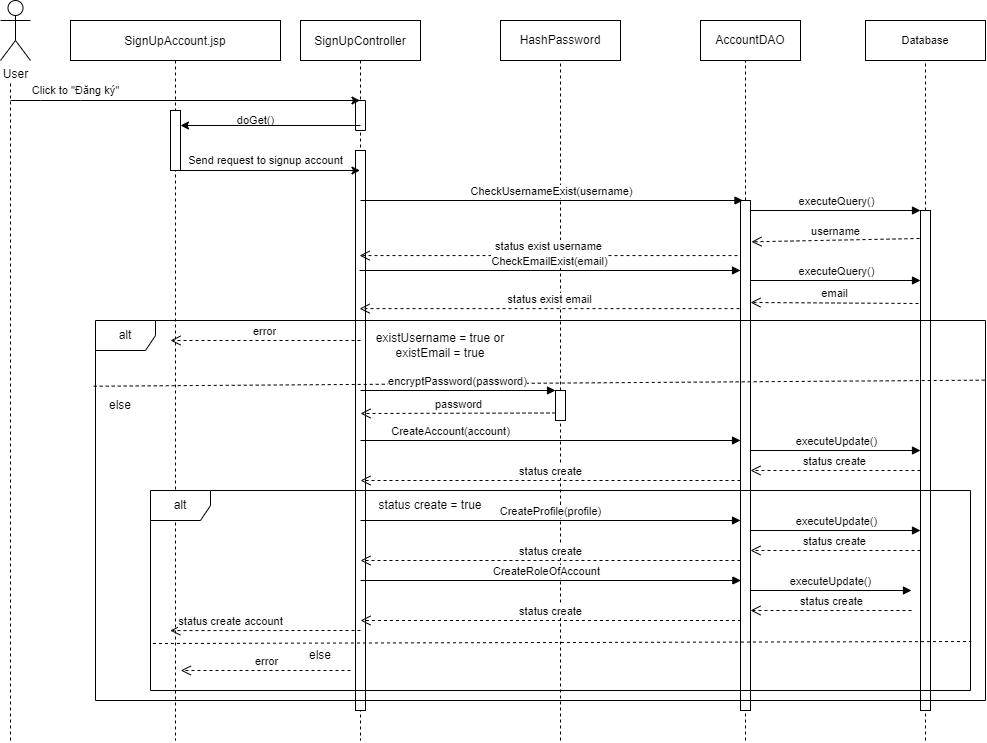 User
SignUpAccount.jsp
SignUpController
HashPassword
AccountDAO
Database
Click to "Đăng ký"
doGet()
Send request to signup account
CheckUsernameExist(username)
executeQuery()
username
status exist username
CheckEmailExist(email)
executeQuery()
email
status exist email
alt
error
existUsername = true or
existEmail = true
else
encryptPassword(password)
password
CreateAccount(account)
executeUpdate()
status create
status create
alt
status create = true
CreateProfile(profile)
executeUpdate()
status create
status create
CreateRoleOfAccount
executeUpdate()
status create
status create
status create account
else
error